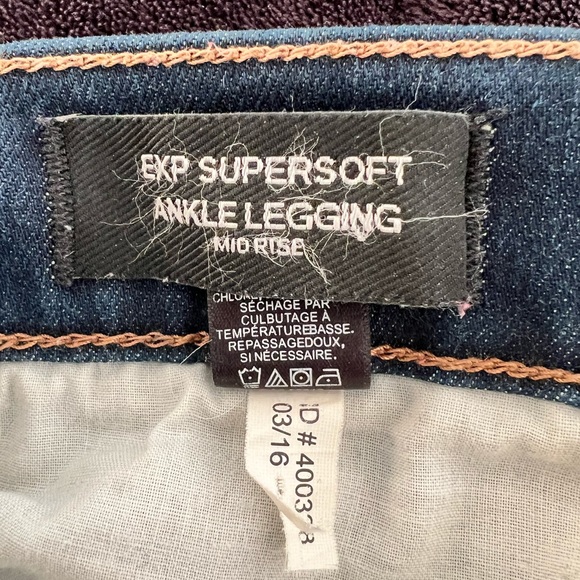 EXP SUPERSOFT
ANKLE LEGGING
MID RISE
SÉCHAGE PAR
CULBUTAGE À
TEMPÉRATUREBASSE.
REPASSAGEDOUX,
SI NÉCESSAIRE.
03/16